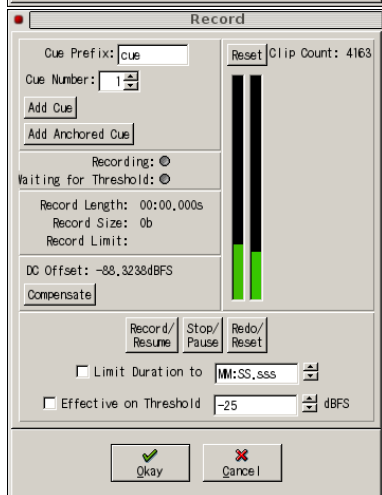 Record
Cue Prefix: cue
Reset Clip Count: 4163
Cue Number: 1
Add Cue
Add Anchored Cue
Recording:
Waiting for Threshold:
Record Length: 00:00.000s
Record Size: 0b
Record Limit:
DC Offset: -88.3238dBFS
Compensate
Record/ Stop/ Redo/
Resume Pause Reset
Limit Duration to MM:SS.sss
Effective on Threshold -25 dBFS
Okay Cancel